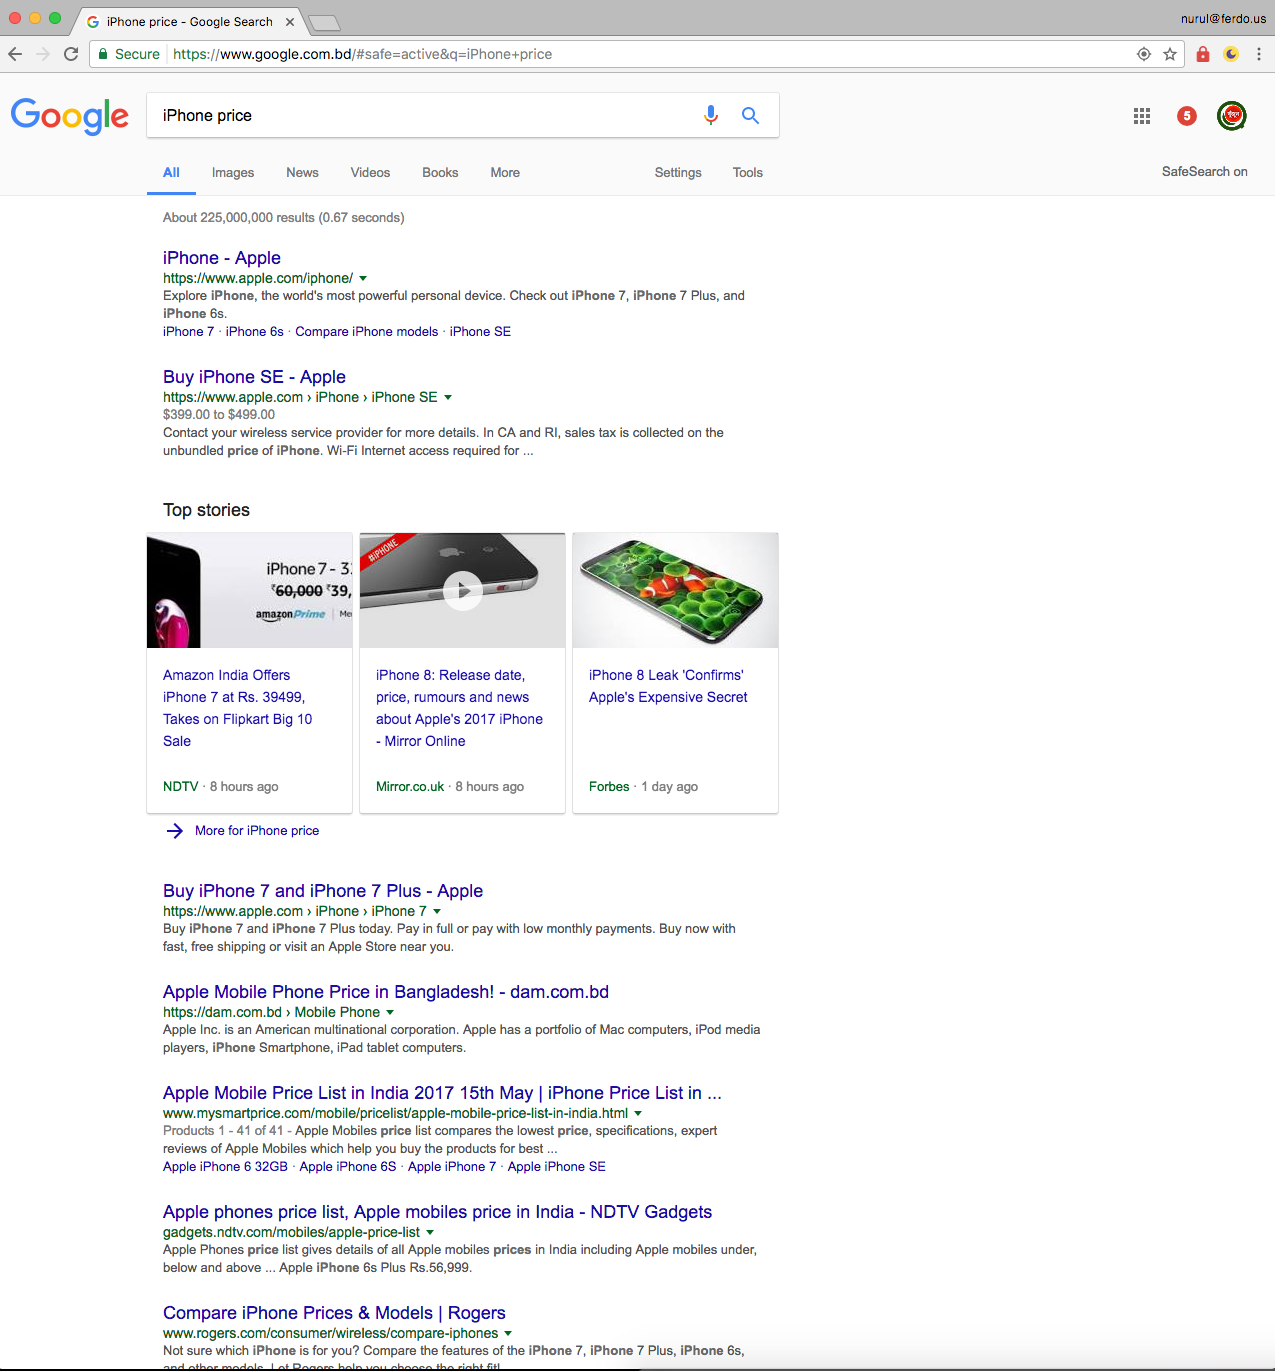 iPhone price - Google Search
nurul@ferdo.us
Secure https://www.google.com.bd/#safe=active&q=iPhone+price
Google
iPhone price
5
All Images News Videos Books More Settings Tools
SafeSearch on
About 225,000,000 results (0.67 seconds)
iPhone - Apple
https://www.apple.com/iphone/
Explore iPhone, the world's most powerful personal device. Check out iPhone 7, iPhone 7 Plus, and
iPhone 6s.
iPhone 7 · iPhone 6s · Compare iPhone models · iPhone SE
Buy iPhone SE - Apple
https://www.apple.com › iPhone › iPhone SE
$399.00 to $499.00
Contact your wireless service provider for more details. In CA and RI, sales tax is collected on the
unbundled price of iPhone. Wi-Fi Internet access required for ...
Top stories
iPhone 7 - 3
₹60,000 ₹39,
amazonPrime | Me
#iPHONE
Amazon India Offers
iPhone 7 at Rs. 39499,
Takes on Flipkart Big 10
Sale
NDTV · 8 hours ago
iPhone 8: Release date,
price, rumours and news
about Apple's 2017 iPhone
- Mirror Online
Mirror.co.uk · 8 hours ago
iPhone 8 Leak 'Confirms'
Apple's Expensive Secret
Forbes · 1 day ago
More for iPhone price
Buy iPhone 7 and iPhone 7 Plus - Apple
https://www.apple.com › iPhone › iPhone 7
Buy iPhone 7 and iPhone 7 Plus today. Pay in full or pay with low monthly payments. Buy now with
fast, free shipping or visit an Apple Store near you.
Apple Mobile Phone Price in Bangladesh! - dam.com.bd
https://dam.com.bd › Mobile Phone
Apple Inc. is an American multinational corporation. Apple has a portfolio of Mac computers, iPod media
players, iPhone Smartphone, iPad tablet computers.
Apple Mobile Price List in India 2017 15th May | iPhone Price List in ...
www.mysmartprice.com/mobile/pricelist/apple-mobile-price-list-in-india.html
Products 1 - 41 of 41 - Apple Mobiles price list compares the lowest price, specifications, expert
reviews of Apple Mobiles which help you buy the products for best ...
Apple iPhone 6 32GB · Apple iPhone 6S · Apple iPhone 7 · Apple iPhone SE
Apple phones price list, Apple mobiles price in India - NDTV Gadgets
gadgets.ndtv.com/mobiles/apple-price-list
Apple Phones price list gives details of all Apple mobiles prices in India including Apple mobiles under,
below and above ... Apple iPhone 6s Plus Rs.56,999.
Compare iPhone Prices & Models | Rogers
www.rogers.com/consumer/wireless/compare-iphones
Not sure which iPhone is for you? Compare the features of the iPhone 7, iPhone 7 Plus, iPhone 6s,
and other models. Let Rogers help you choose the right fit!